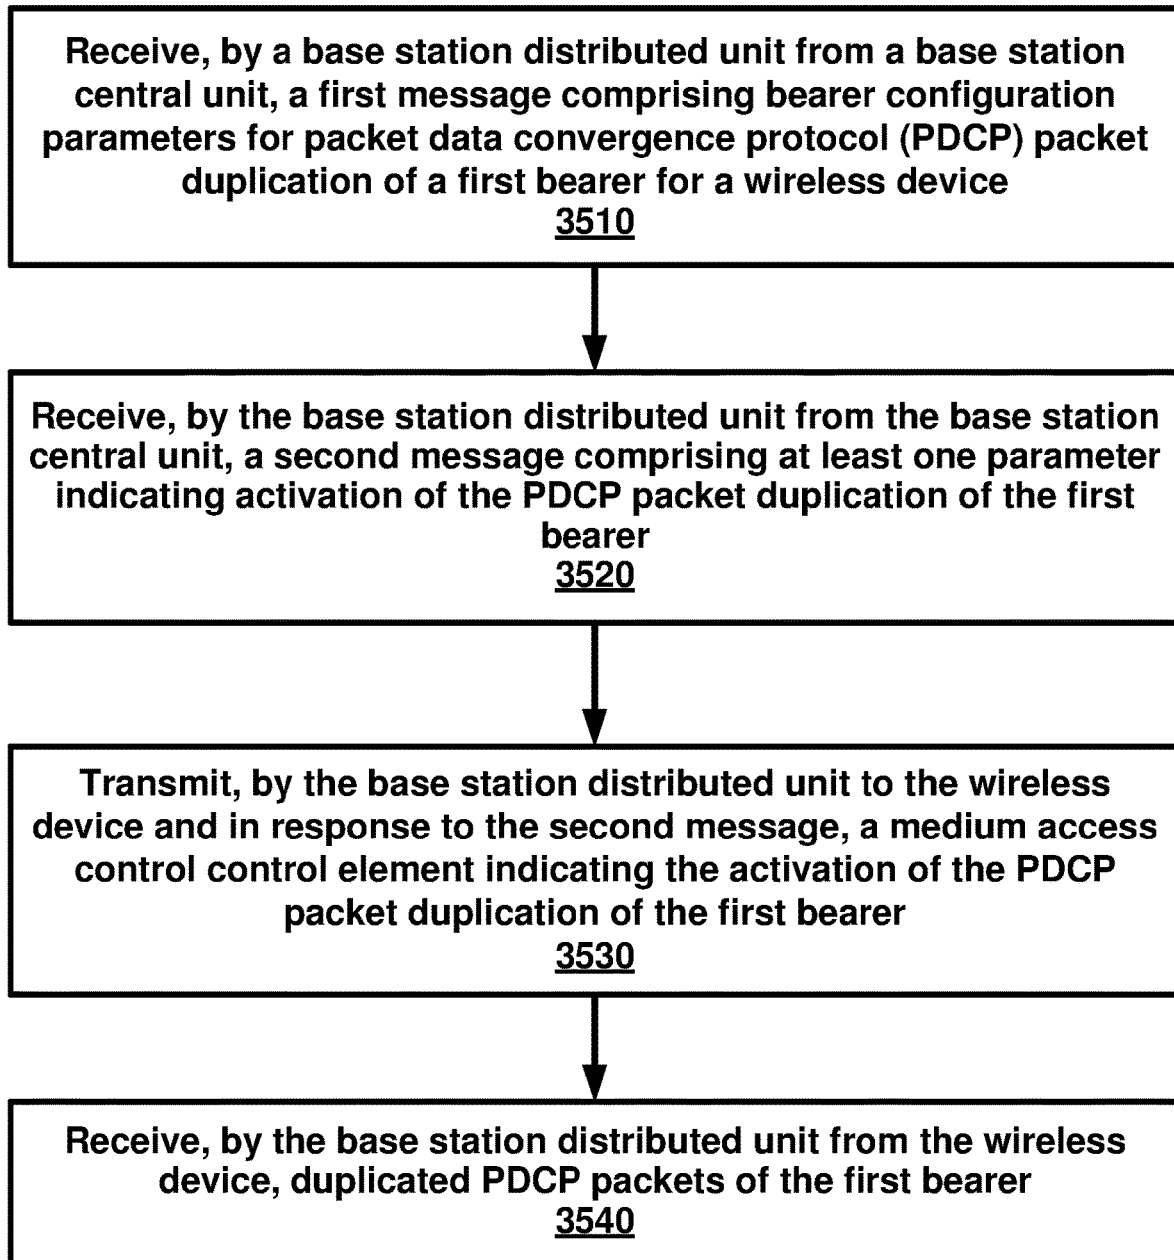 Receive, by a base station distributed unit from a base station
central unit, a first message comprising bearer configuration
parameters for packet data convergence protocol (PDCP) packet
duplication of a first bearer for a wireless device
3510
Receive, by the base station distributed unit from the base station
central unit, a second message comprising at least one parameter
indicating activation of the PDCP packet duplication of the first
bearer
3520
Transmit, by the base station distributed unit to the wireless
device and in response to the second message, a medium access
control control element indicating the activation of the PDCP
packet duplication of the first bearer
3530
Receive, by the base station distributed unit from the wireless
device, duplicated PDCP packets of the first bearer
3540